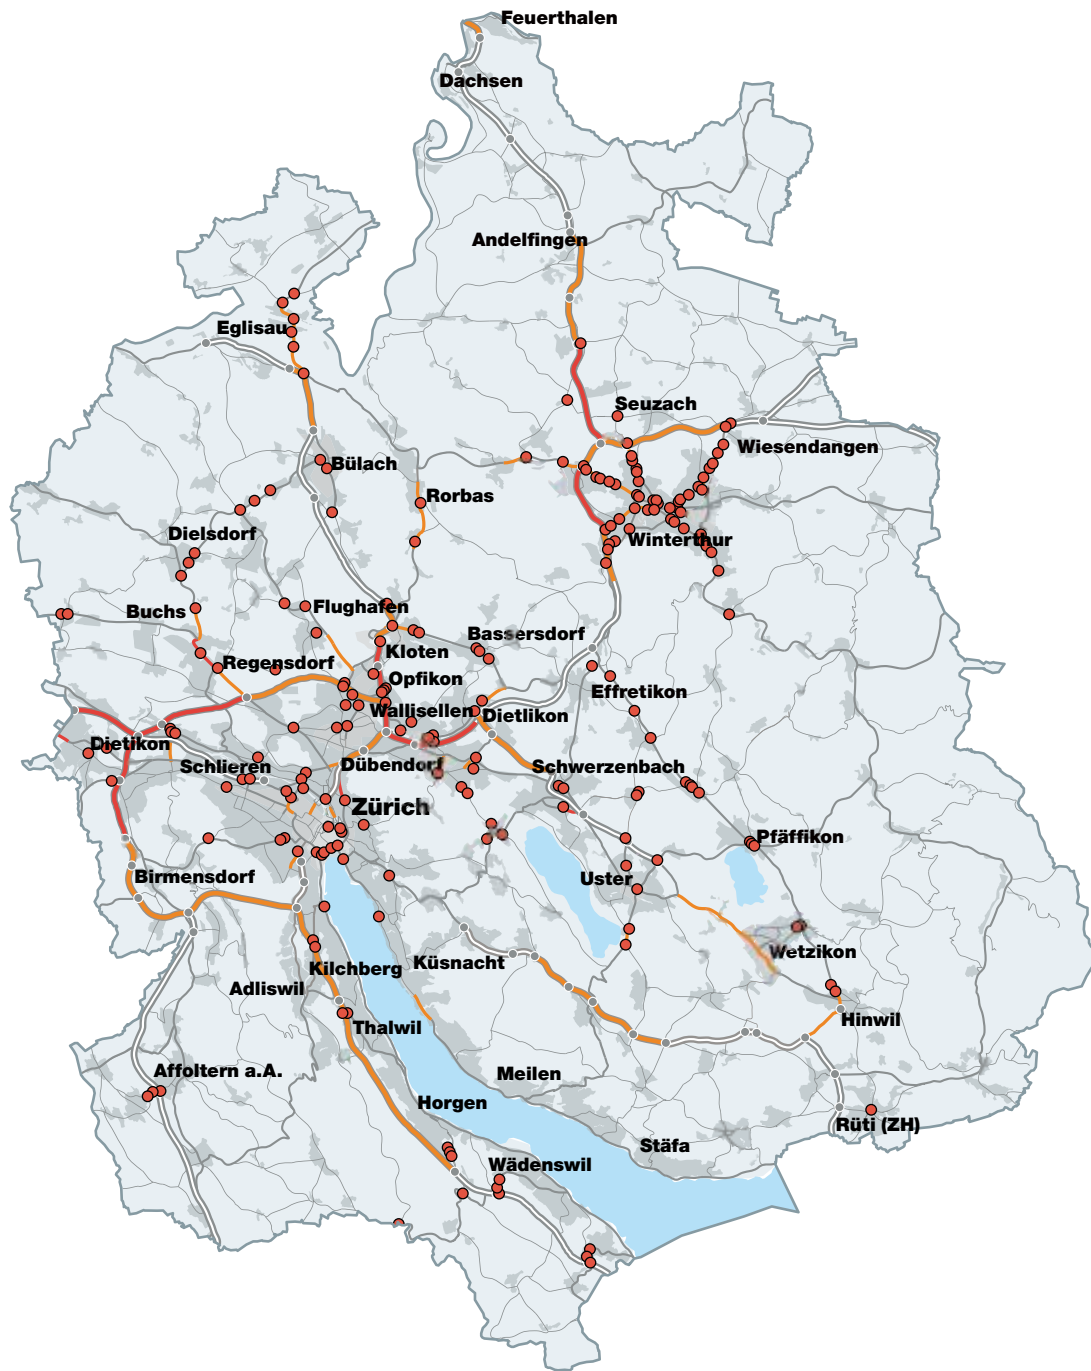 Feuerthalen
Dachsen
Andelfingen
Eglisau
Seuzach
Wiesendangen
Bülach
Rorbas
Dielsdorf
Winterthur
Buchs
Flughafen
Bassersdorf
Kloten
Regensdorf
Opfikon
Effretikon
Wallisellen
Dietlikon
Dietikon
Schlieren
Dübendorf
Schwerzenbach
Zürich
Pfäffikon
Birmensdorf
Uster
Wetzikon
Küsnacht
Kilchberg
Adliswil
Hinwil
Thalwil
Affoltern a.A.
Meilen
Horgen
Rüti (ZH)
Stäfa
Wädenswil